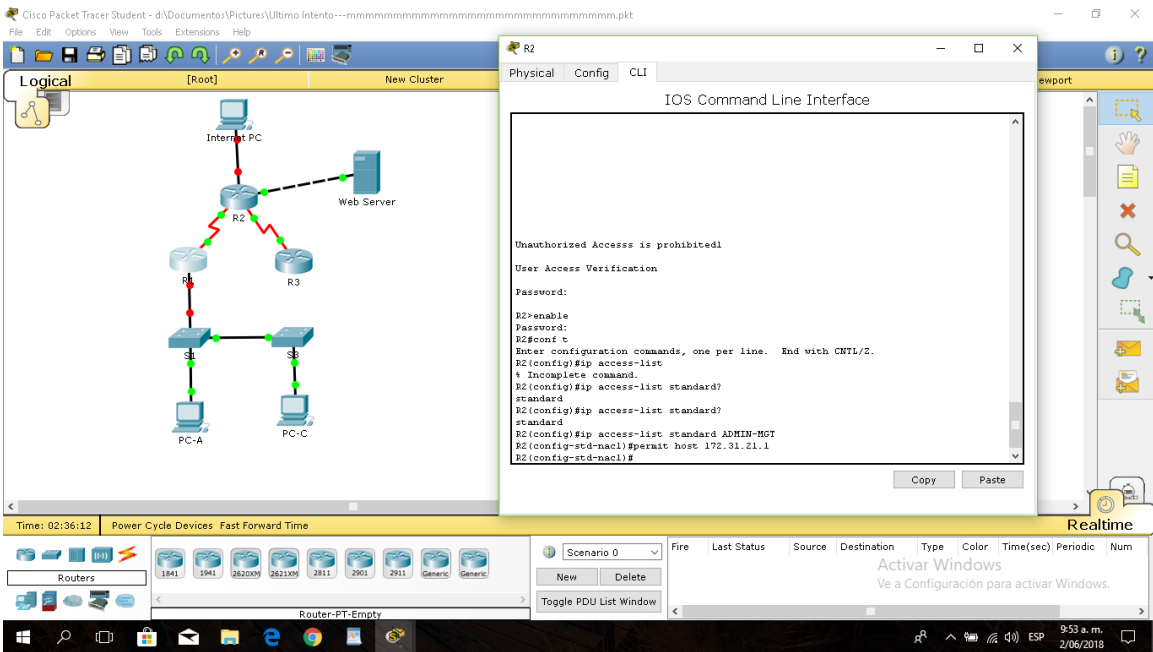 Cisco Packet Tracer Student - d:\Documentos\Pictures\Ultimo Intento---mmmmmmmmmmmmmmmmmmmmmmmmmmmmmmmmmmm.pkt
File Edit Options View Tools Extensions Help
Logical
[Root]
New Cluster
ewport
R2
Physical
Config
CLI
IOS Command Line Interface
Unauthorized Accesss is prohibited1
User Access Verification
Password:
R2>enable
Password:
R2#conf t
Enter configuration commands, one per line. End with CNTL/Z.
R2(config)#ip access-list
% Incomplete command.
R2(config)#ip access-list standard?
standard
R2(config)#ip access-list standard?
standard
R2(config)#ip access-list standard ADMIN-MGT
R2(config-std-nacl)#permit host 172.31.21.1
R2(config-std-nacl)#
Copy
Paste
Internet PC
Web Server
R2
R1
R3
S1
S3
PC-A
PC-C
Time: 02:36:12
Power Cycle Devices Fast Forward Time
Realtime
Routers
1841
1941
2620XM
2621XM
2811
2901
2911
Generic
Generic
Router-PT-Empty
Scenario 0
New
Delete
Toggle PDU List Window
Fire Last Status Source Destination Type Color Time(sec) Periodic Num
Activar Windows
Ve a Configuración para activar Windows.
ESP
9:53 a. m.
2/06/2018